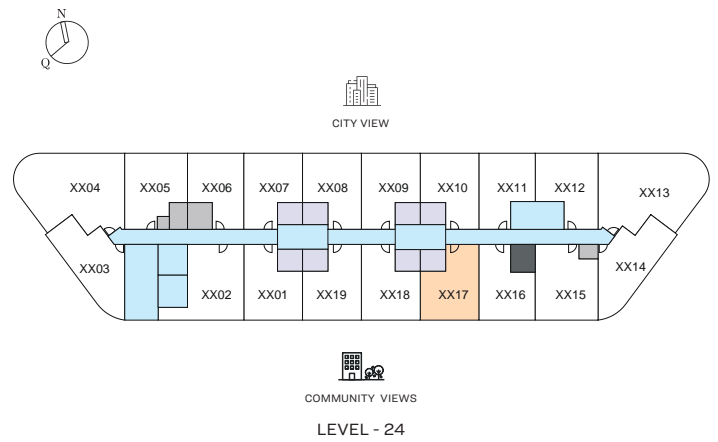 N
Q
CITY VIEW
XX04 XX05 XX06 XX07 XX08 XX09 XX10 XX11 XX12 XX13
XX03 XX14
XX02 XX01 XX19 XX18 XX17 XX16 XX15
COMMUNITY VIEWS
LEVEL - 24